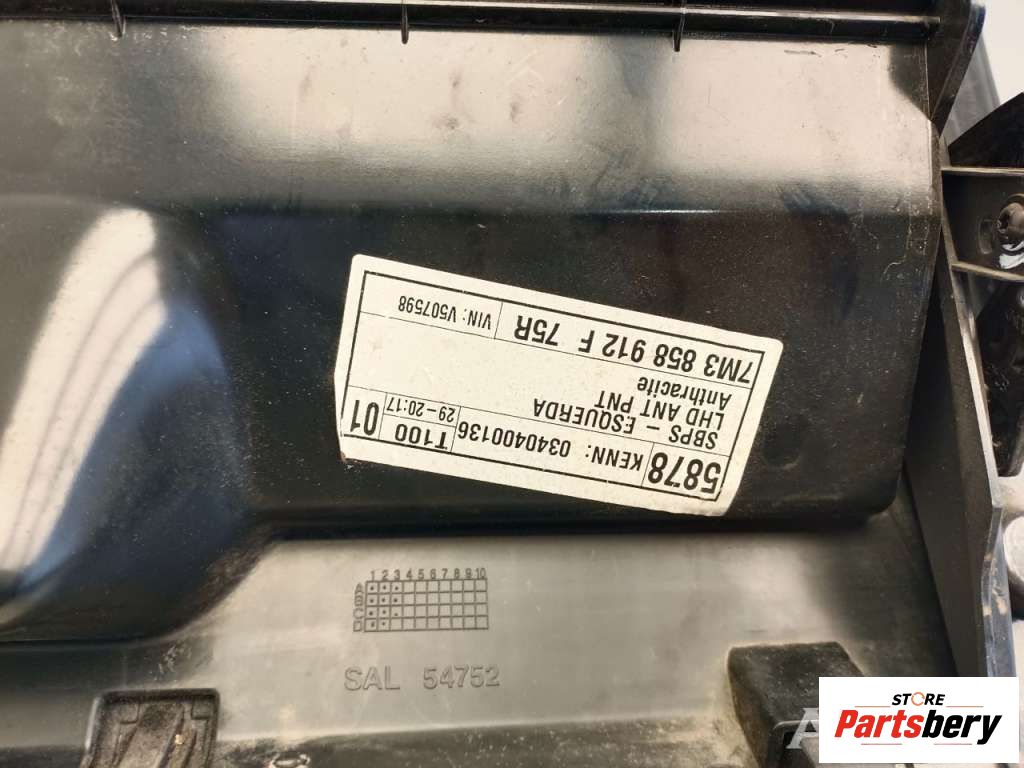 5878 KENN: 0340400136 T100 01
29-20:17
SBPS - ESQUERDA
LHD ANT PNT
Anthracite
7M3 858 912 F 75R
VIN: V507598
1 2 3 4 5 6 7 8 9 10
A
B
C
D
SAL 54752
STORE
Partsbery